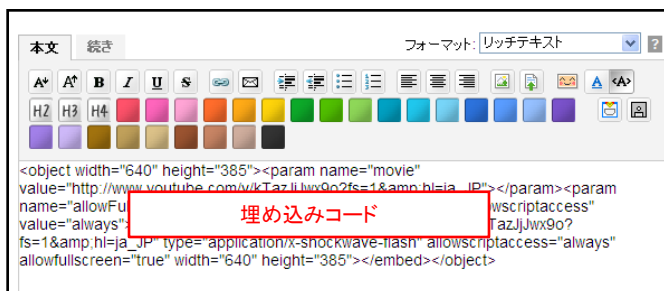 本文 続き フォーマット: リッチテキスト ?
A A B I U S A <A>
H2 H3 H4
<object width="640" height="385"><param name="movie"
value="http://www.youtube.com/v/kTazJjJwx9o?fs=1&amp;hl=ja_JP"></param><param
name="allowFu 埋め込みコード owscriptaccess"
value="always"> TazJjJwx9o?
fs=1&amp;hl=ja_JP" type="application/x-shockwave-flash" allowscriptaccess="always"
allowfullscreen="true" width="640" height="385"></embed></object>